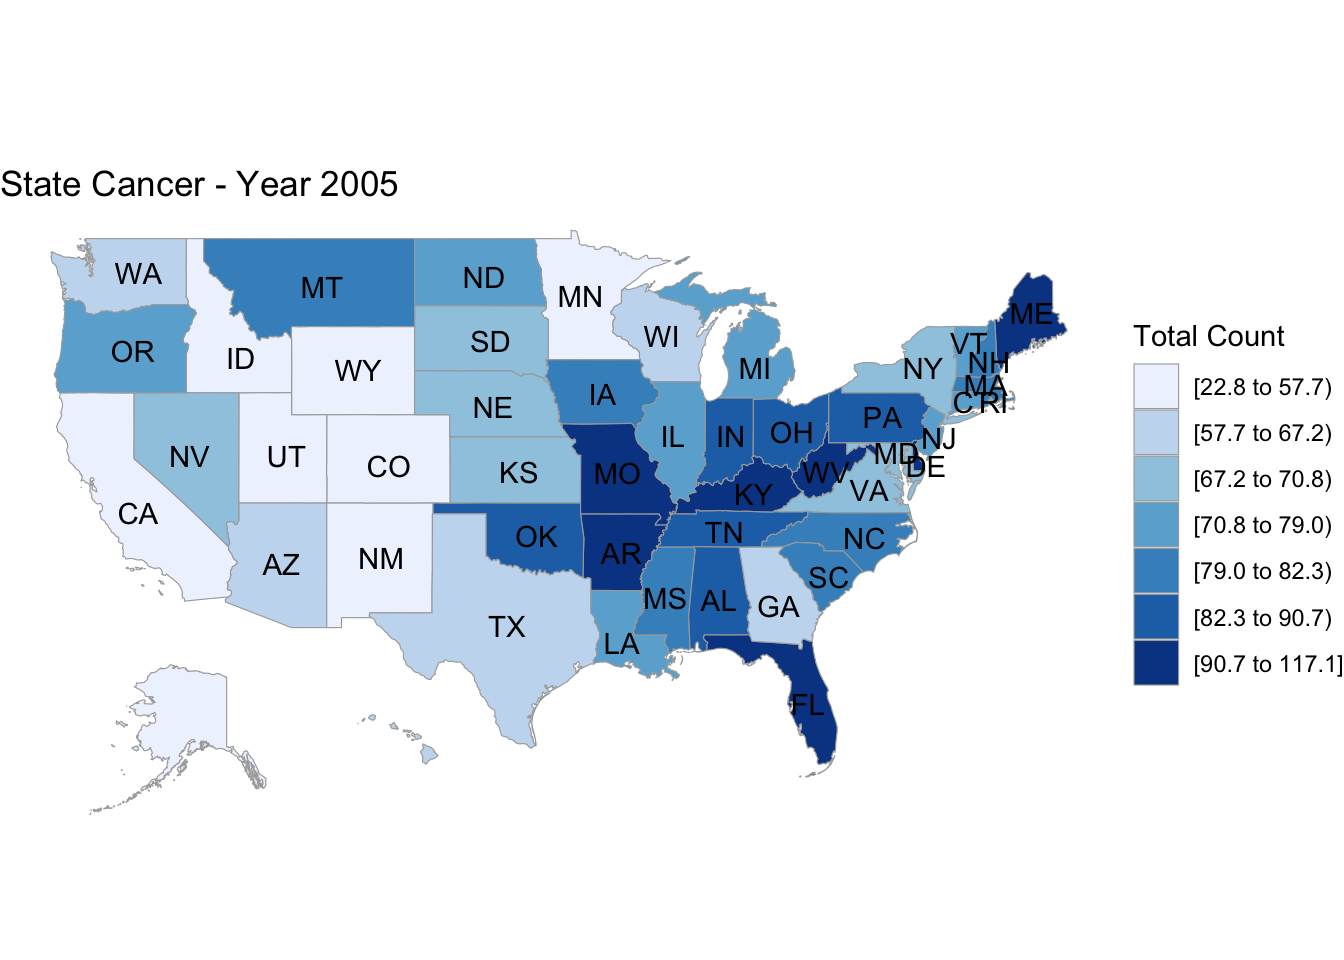 State Cancer - Year 2005
WA
MT
ND
MN
ME
OR
ID
WY
SD
WI
MI
NY
VT
NH
MA
CT
RI
NV
UT
CO
NE
IA
IL
IN
OH
PA
NJ
MD
DE
CA
KS
MO
KY
WV
VA
AZ
NM
OK
AR
TN
NC
SC
TX
LA
MS
AL
GA
FL
Total Count
[22.8 to 57.7)
[57.7 to 67.2)
[67.2 to 70.8)
[70.8 to 79.0)
[79.0 to 82.3)
[82.3 to 90.7)
[90.7 to 117.1]